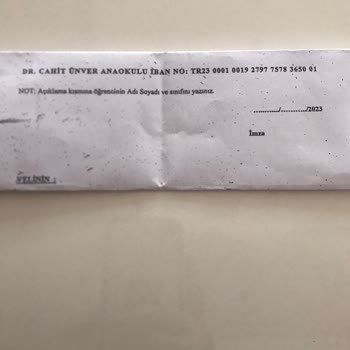 DR. CAHİT ÜNVER ANAOKULU İBAN NO: TR23 0001 0019 2797 7578 3650 01
NOT: Açıklama kısmına öğrencinin Adı Soyadı ve sınıfını yazınız.
............/............/2023
İmza
VELİNİN :